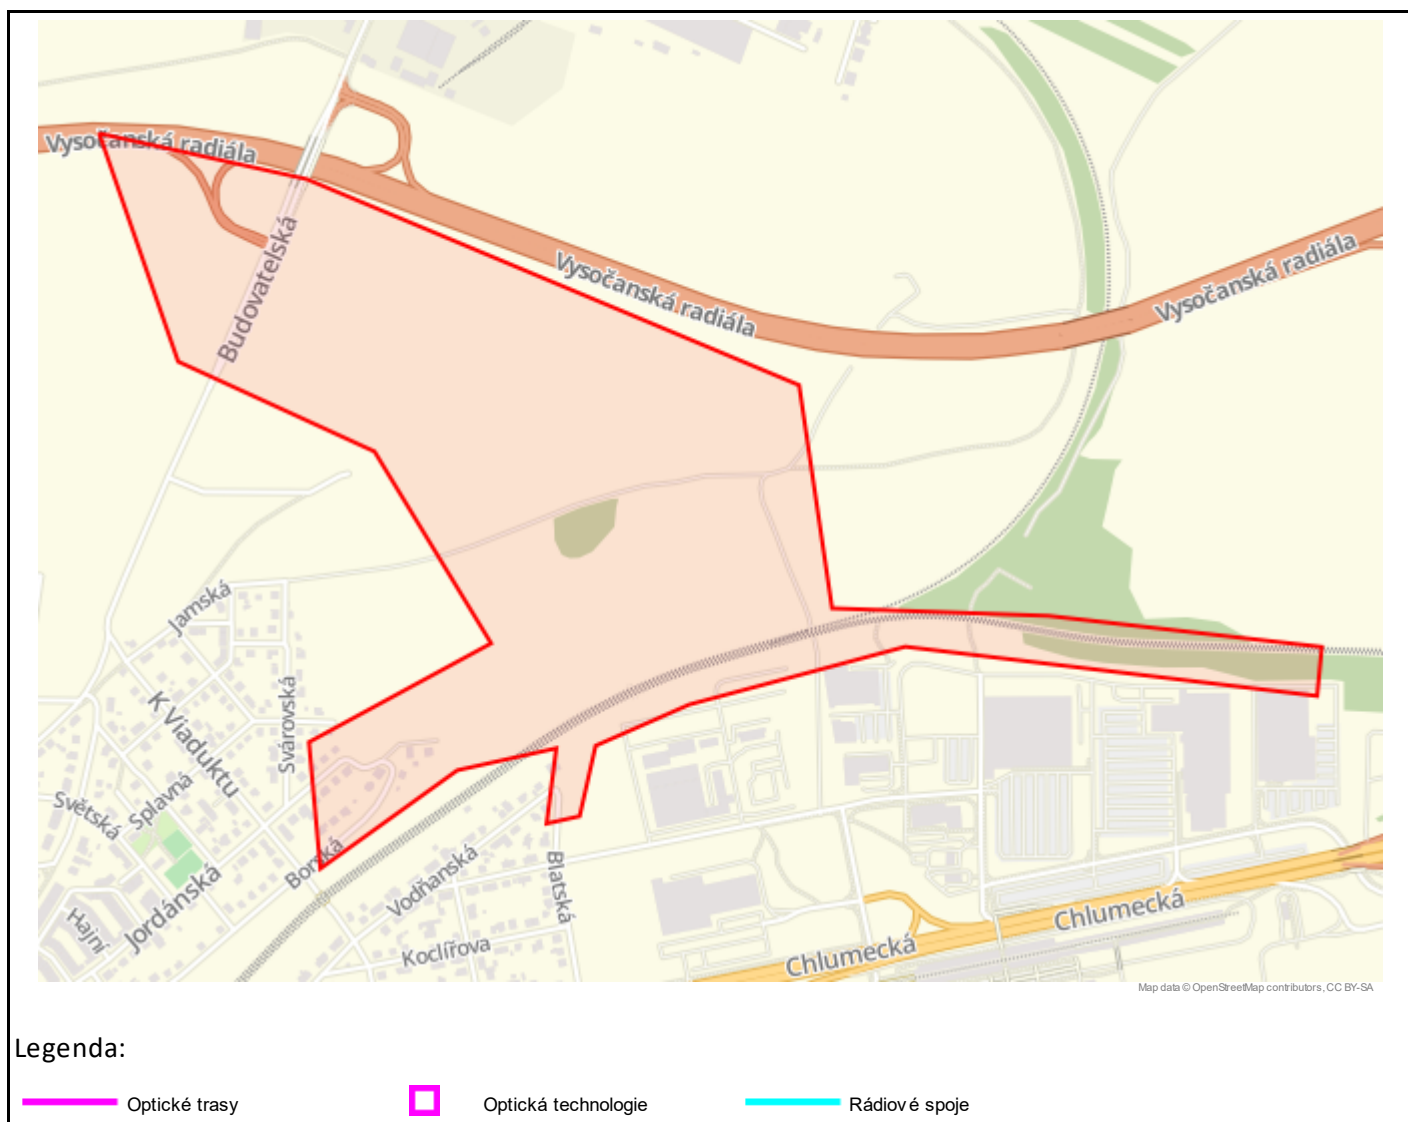 Vysočanská radiála
Budovatelská
Vysočanská radiála
Vysočanská radiála
Jamská
K Viaduktu
Svárovská
Splavná
Světská
Jordánská
Hajní
Borská
Vodňanská
Blatská
Koclířova
Chlumecká
Chlumecká
Map data © OpenStreetMap contributors, CC BY-SA
Legenda:
Optické trasy
Optická technologie
Rádiové spoje